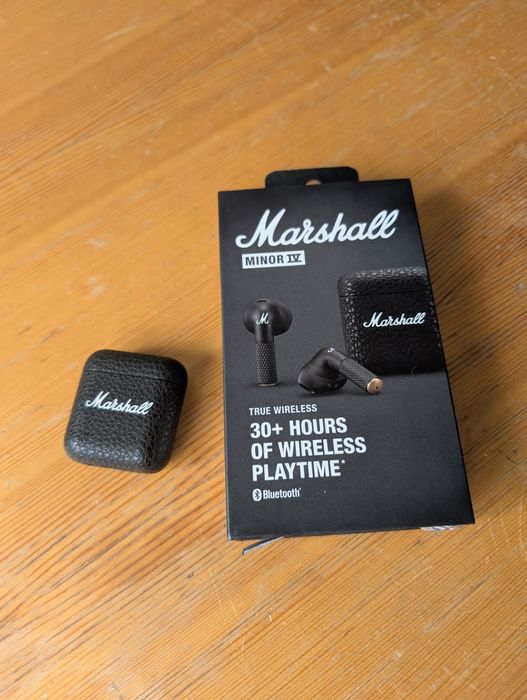 Marshall
MINOR IV
M
Marshall
TRUE WIRELESS
30+ HOURS
OF WIRELESS
PLAYTIME*
Bluetooth®
Marshall